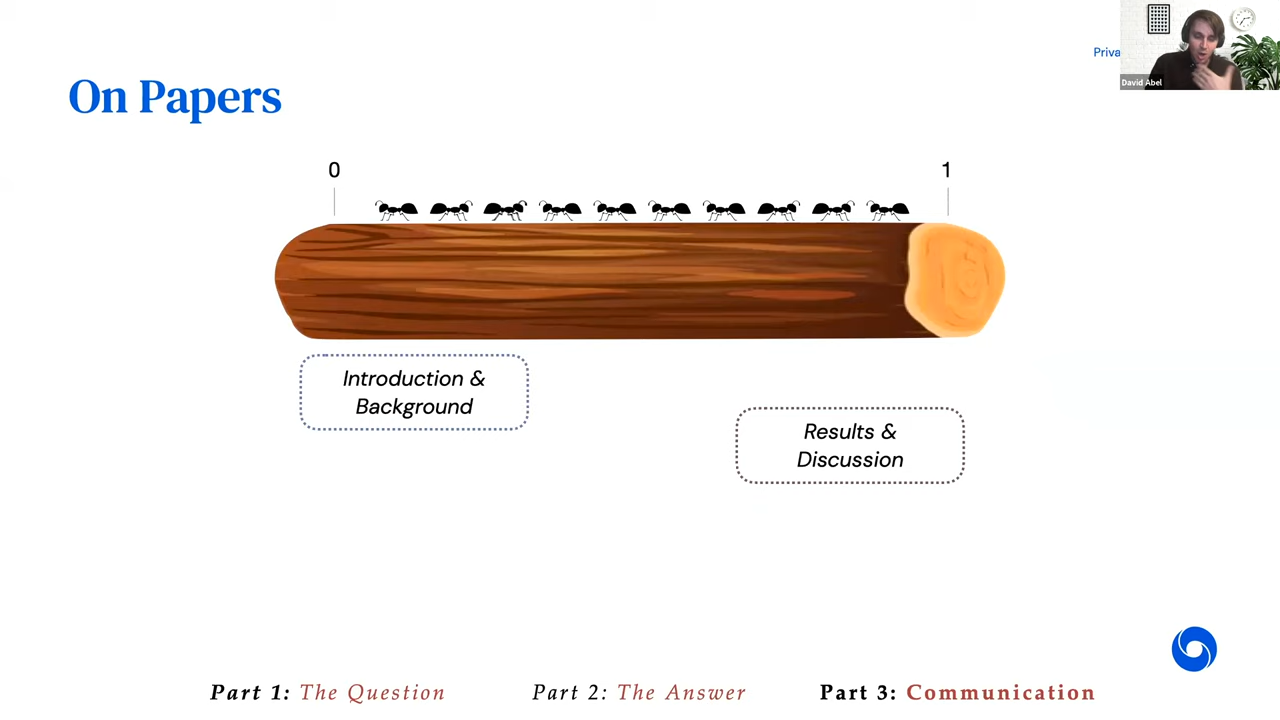 Priva
David Abel
On Papers
0
1
Introduction &
Background
Results &
Discussion
Part 1: The Question
Part 2: The Answer
Part 3: Communication